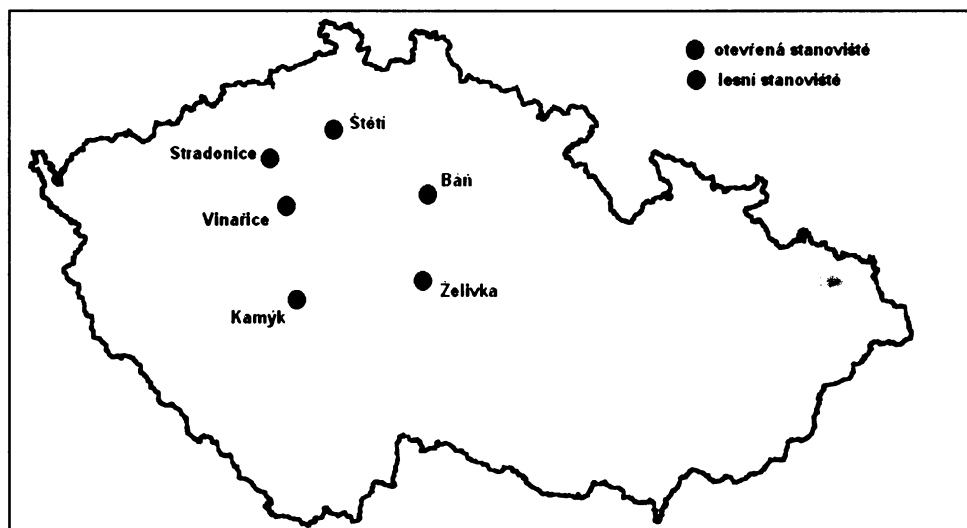 otevřená stanoviště
lesní stanoviště
Štětí
Stradonice
Báň
Vinařice
Želivka
Kamýk